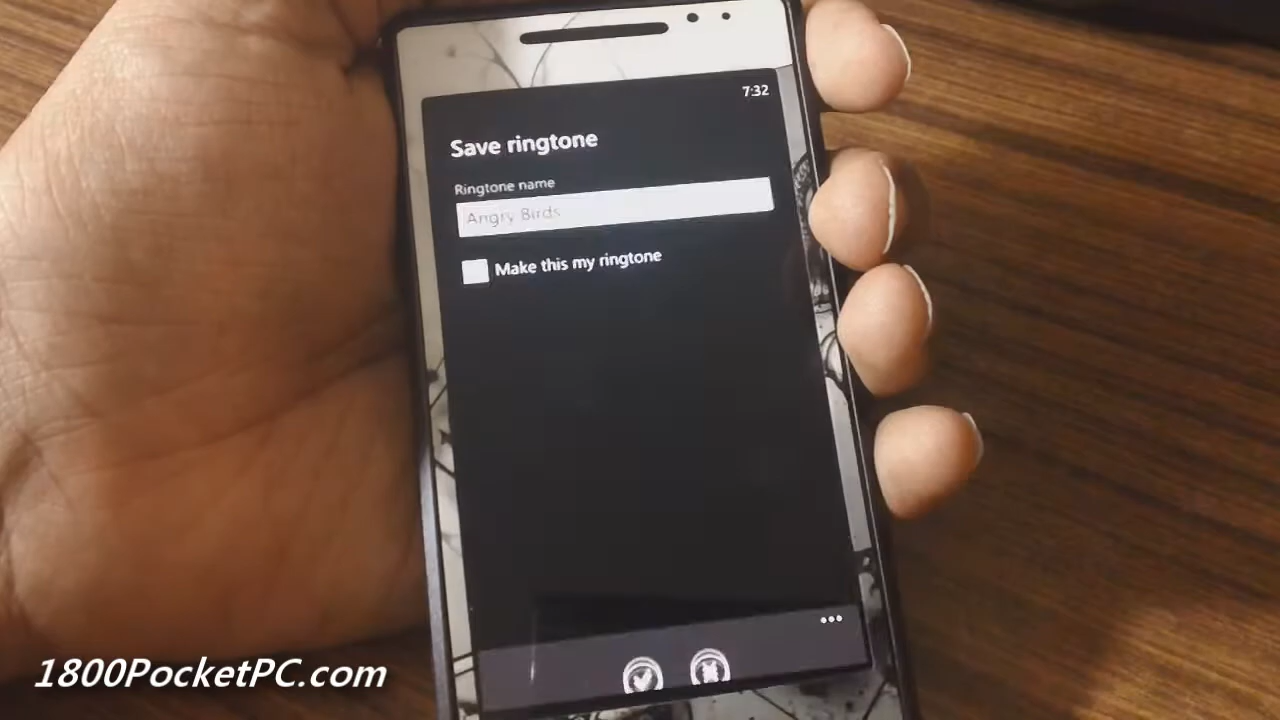 7:32
Save ringtone
Ringtone name
Angry Birds
Make this my ringtone
1800PocketPC.com